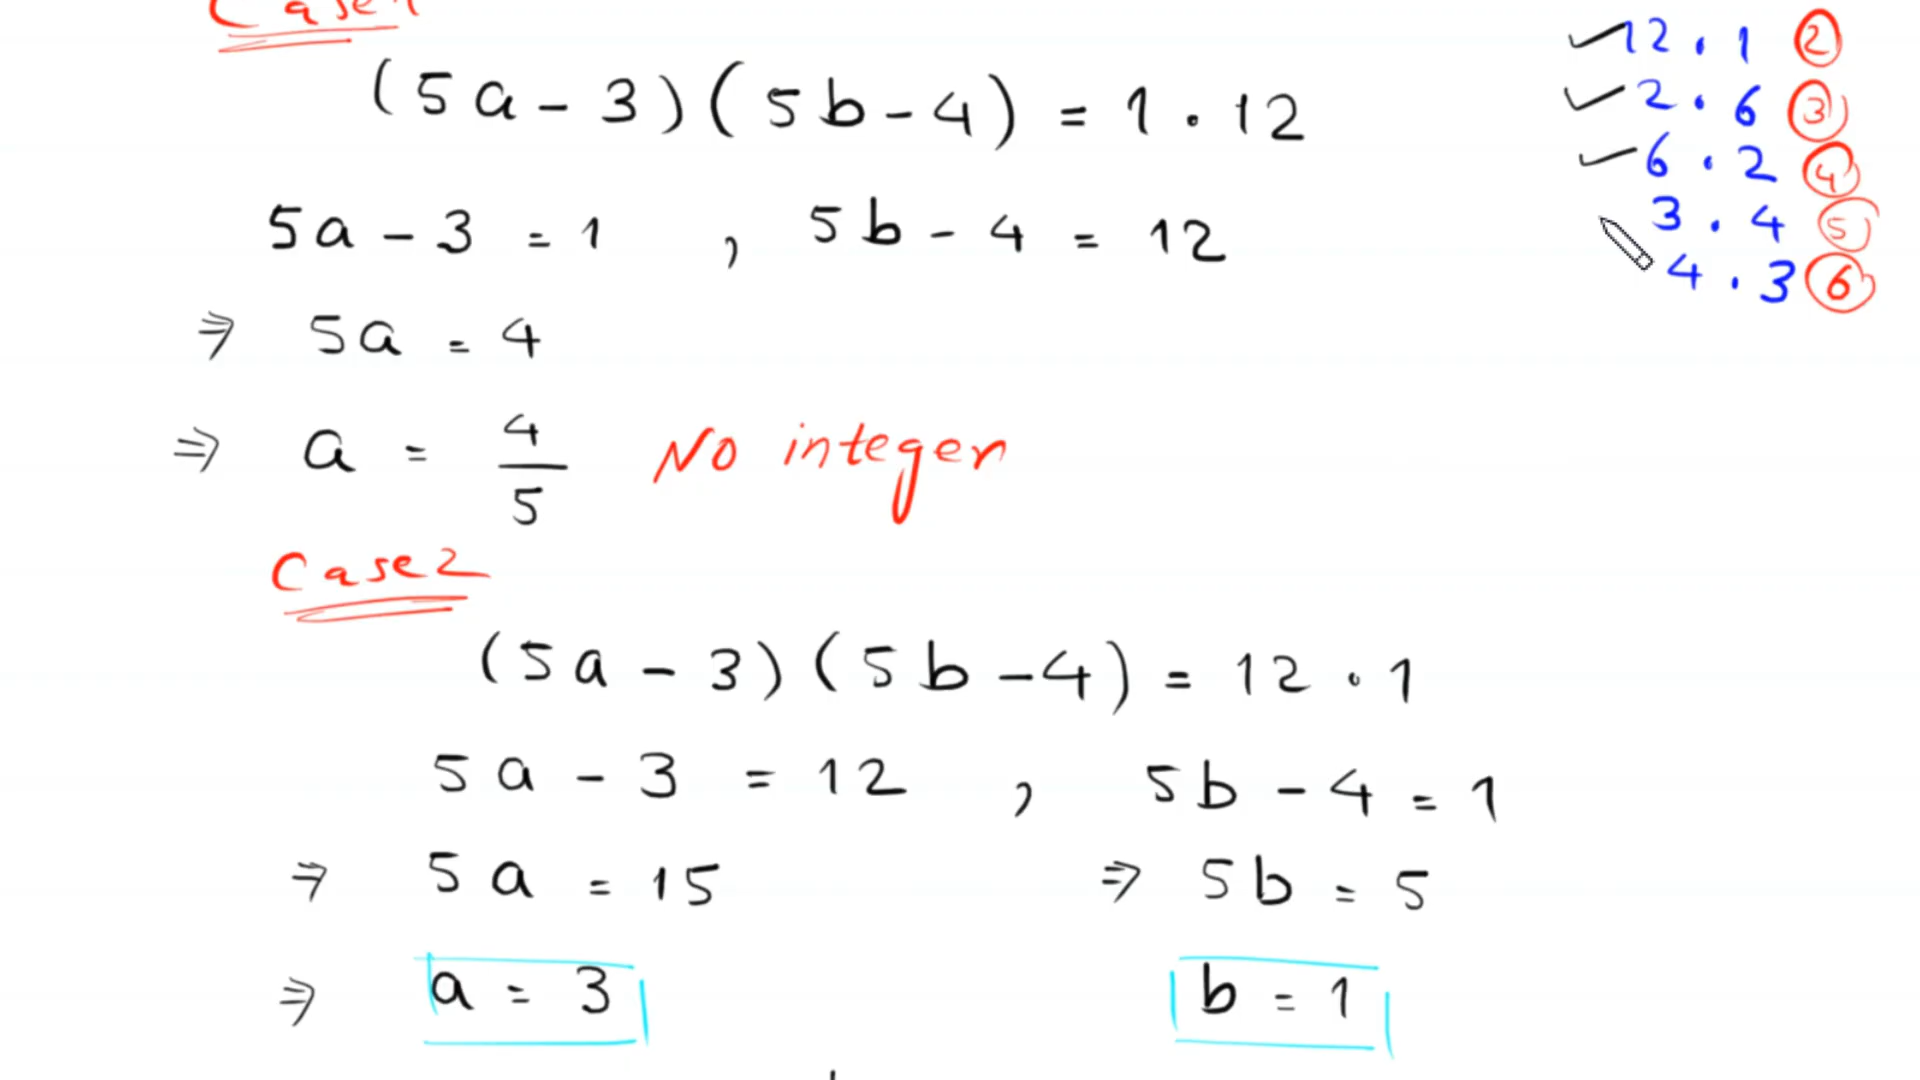 Case1
(5a - 3)(5b - 4) = 1 . 12
5a - 3 = 1 , 5b - 4 = 12
⇒ 5a = 4
⇒ a = 4/5 No integer
Case2
(5a - 3)(5b - 4) = 12 . 1
5a - 3 = 12 , 5b - 4 = 1
⇒ 5a = 15 ⇒ 5b = 5
⇒ a = 3 b = 1
✓ 12 . 1 ②
✓ 2 . 6 ③
✓ 6 . 2 ④
3 . 4 ⑤
4 . 3 ⑥